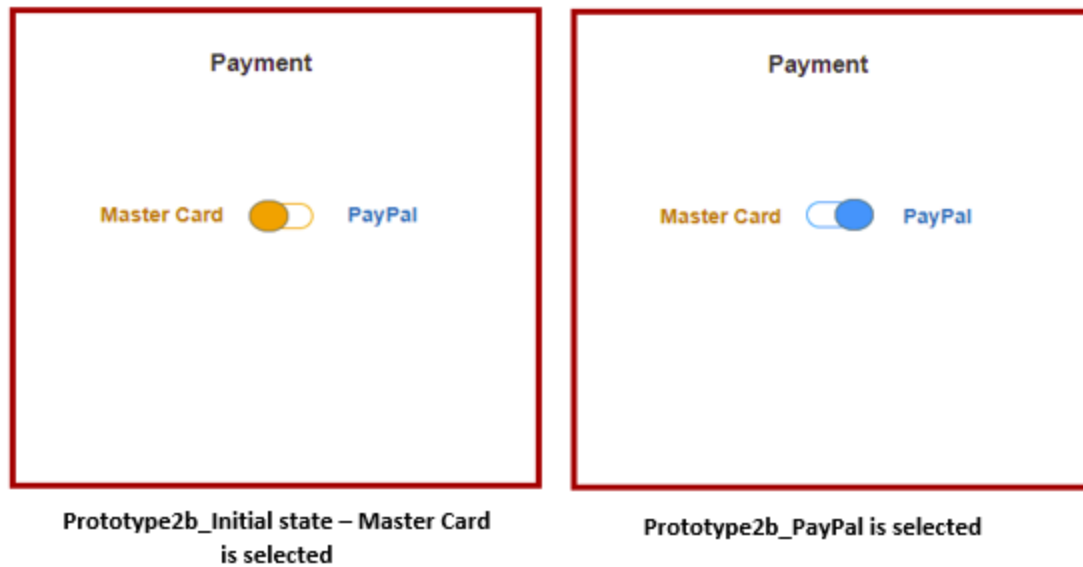 Payment
Master Card
PayPal
Prototype2b_Initial state – Master Card
is selected
Payment
Master Card
PayPal
Prototype2b_PayPal is selected